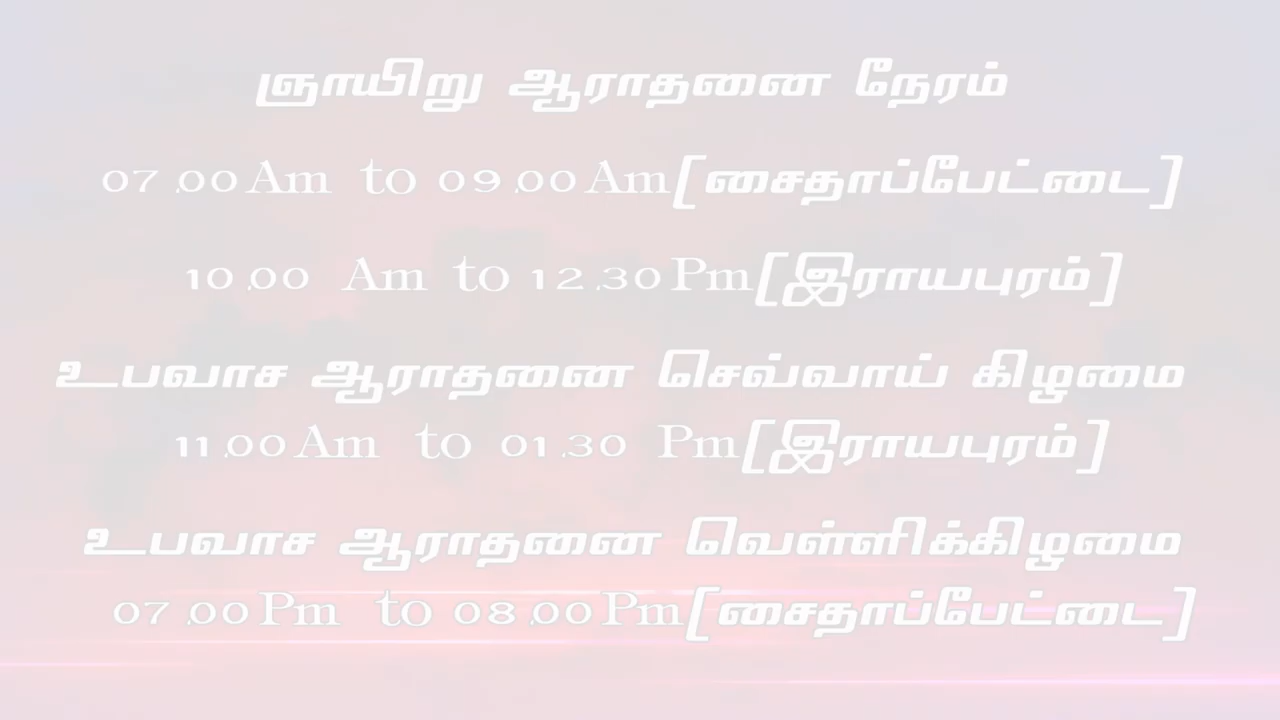 ஞாயிறு ஆராதனை நேரம்
07.00Am to 09.00Am[சைதாப்பேட்டை]
10.00 Am to 12.30Pm[இராயபுரம்]
உபவாச ஆராதனை செவ்வாய் கிழமை
11.00Am to 01.30 Pm[இராயபுரம்]
உபவாச ஆராதனை வெள்ளிக்கிழமை
07.00Pm to 08.00Pm[சைதாப்பேட்டை]